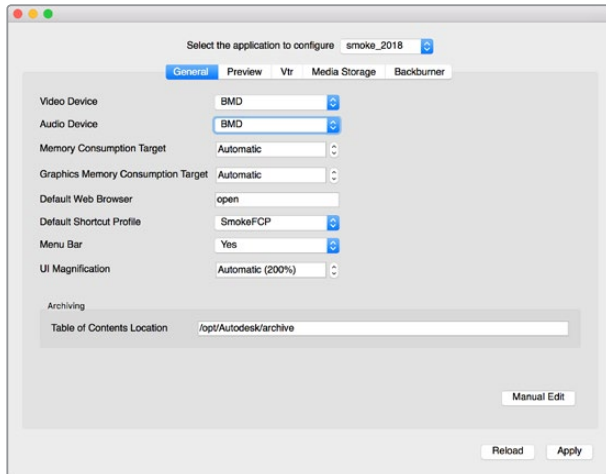 Select the application to configure smoke_2018
General Preview Vtr Media Storage Backburner
Video Device BMD
Audio Device BMD
Memory Consumption Target Automatic
Graphics Memory Consumption Target Automatic
Default Web Browser open
Default Shortcut Profile SmokeFCP
Menu Bar Yes
UI Magnification Automatic (200%)
Archiving
Table of Contents Location /opt/Autodesk/archive
Manual Edit
Reload Apply